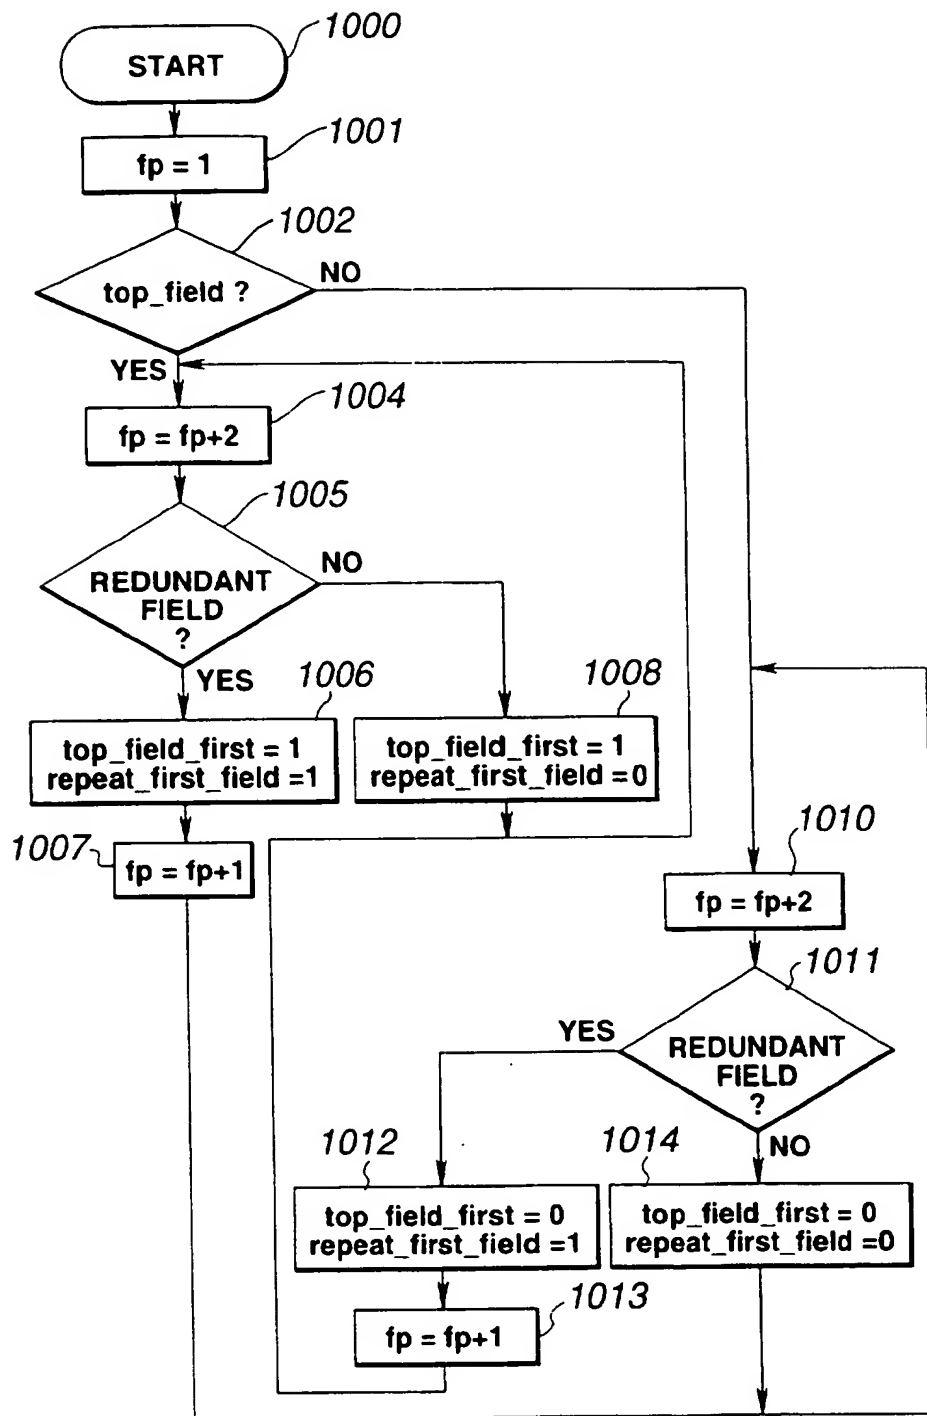 1000
START
1001
fp = 1
1002
top_field ?
NO
YES
1004
fp = fp+2
1005
REDUNDANT
FIELD
?
NO
YES
1006
top_field_first = 1
repeat_first_field =1
1008
top_field_first = 1
repeat_first_field =0
1007
fp = fp+1
1010
fp = fp+2
1011
REDUNDANT
FIELD
?
YES
NO
1012
top_field_first = 0
repeat_first_field =1
1014
top_field_first = 0
repeat_first_field =0
1013
fp = fp+1